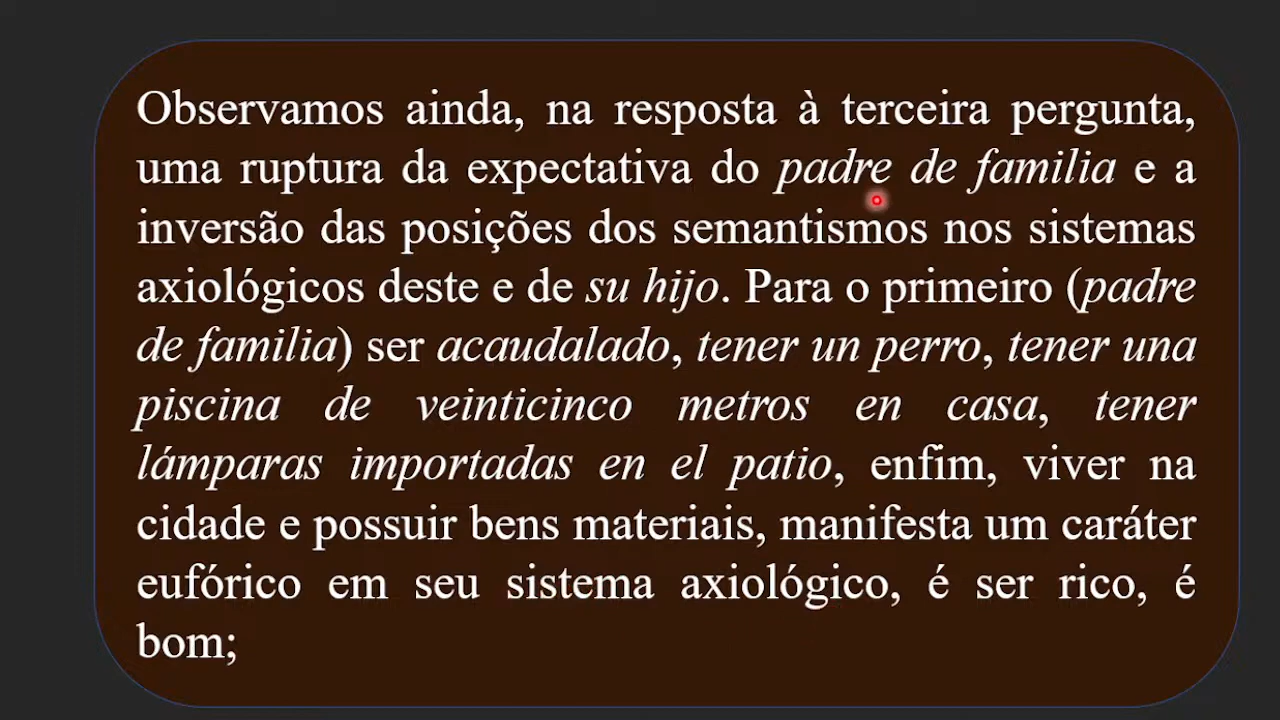 Observamos ainda, na resposta à terceira pergunta,
uma ruptura da expectativa do padre de familia e a
inversão das posições dos semantismos nos sistemas
axiológicos deste e de su hijo. Para o primeiro (padre
de familia) ser acaudalado, tener un perro, tener una
piscina de veinticinco metros en casa, tener
lámparas importadas en el patio, enfim, viver na
cidade e possuir bens materiais, manifesta um caráter
eufórico em seu sistema axiológico, é ser rico, é
bom;